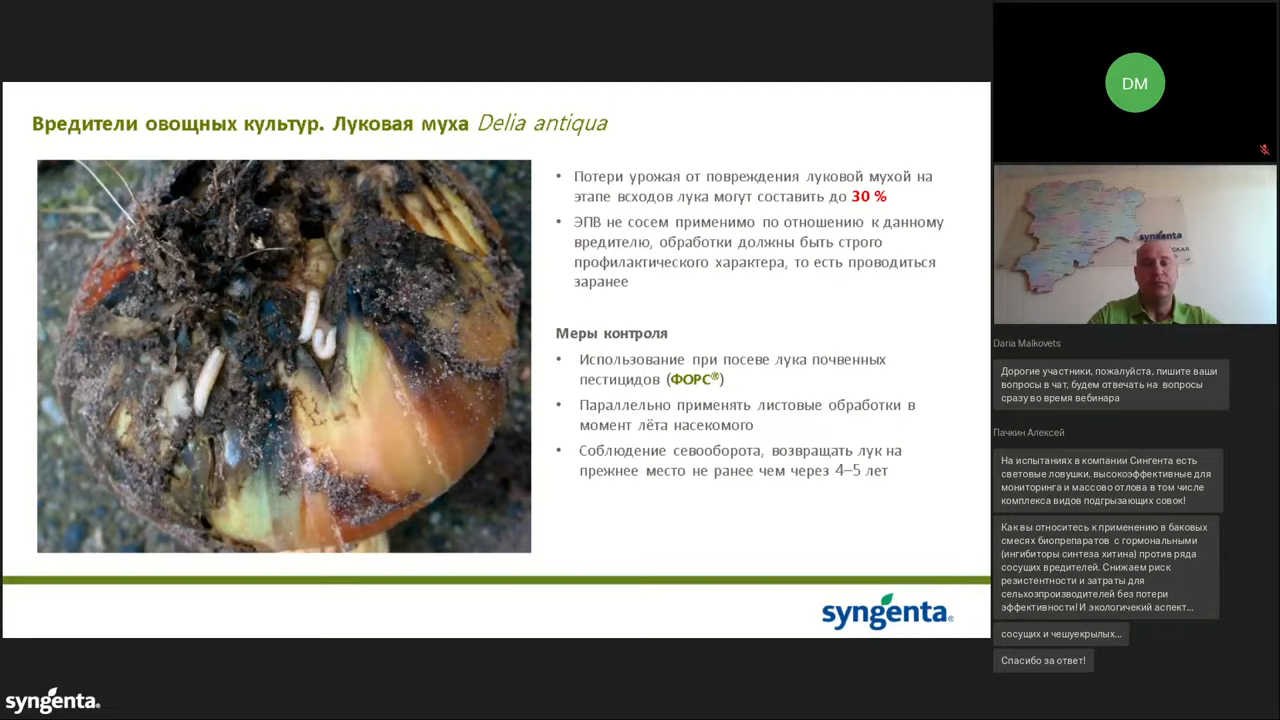 Вредители овощных культур. Луковая муха Delia antiqua
• Потери урожая от повреждения луковой мухой на
этапе всходов лука могут составить до 30 %
• ЭПВ не сосем применимо по отношению к данному
вредителю, обработки должны быть строго
профилактического характера, то есть проводиться
заранее
Меры контроля
• Использование при посеве лука почвенных
пестицидов (ФОРС®)
• Параллельно применять листовые обработки в
момент лёта насекомого
• Соблюдение севооборота, возвращать лук на
прежнее место не ранее чем через 4–5 лет
syngenta®
syngenta®
DM
syngenta
Daria Malkovets
Дорогие участники, пожалуйста, пишите ваши
вопросы в чат, будем отвечать на вопросы
сразу во время вебинара
Пачкин Алексей
На испытаниях в компании Сингента есть
световые ловушки, высокоэффективные для
мониторинга и массово отлова в том числе
комплекса видов подгрызающих совок!
Как вы относитесь к применению в баковых
смесях биопрепаратов с гормональными
(ингибиторы синтеза хитина) против ряда
сосущих вредителей. Снижаем риск
резистентности и затраты для
сельхозпроизводителей без потери
эффективности! И экологичекий аспект...
сосущих и чешуекрылых...
Спасибо за ответ!